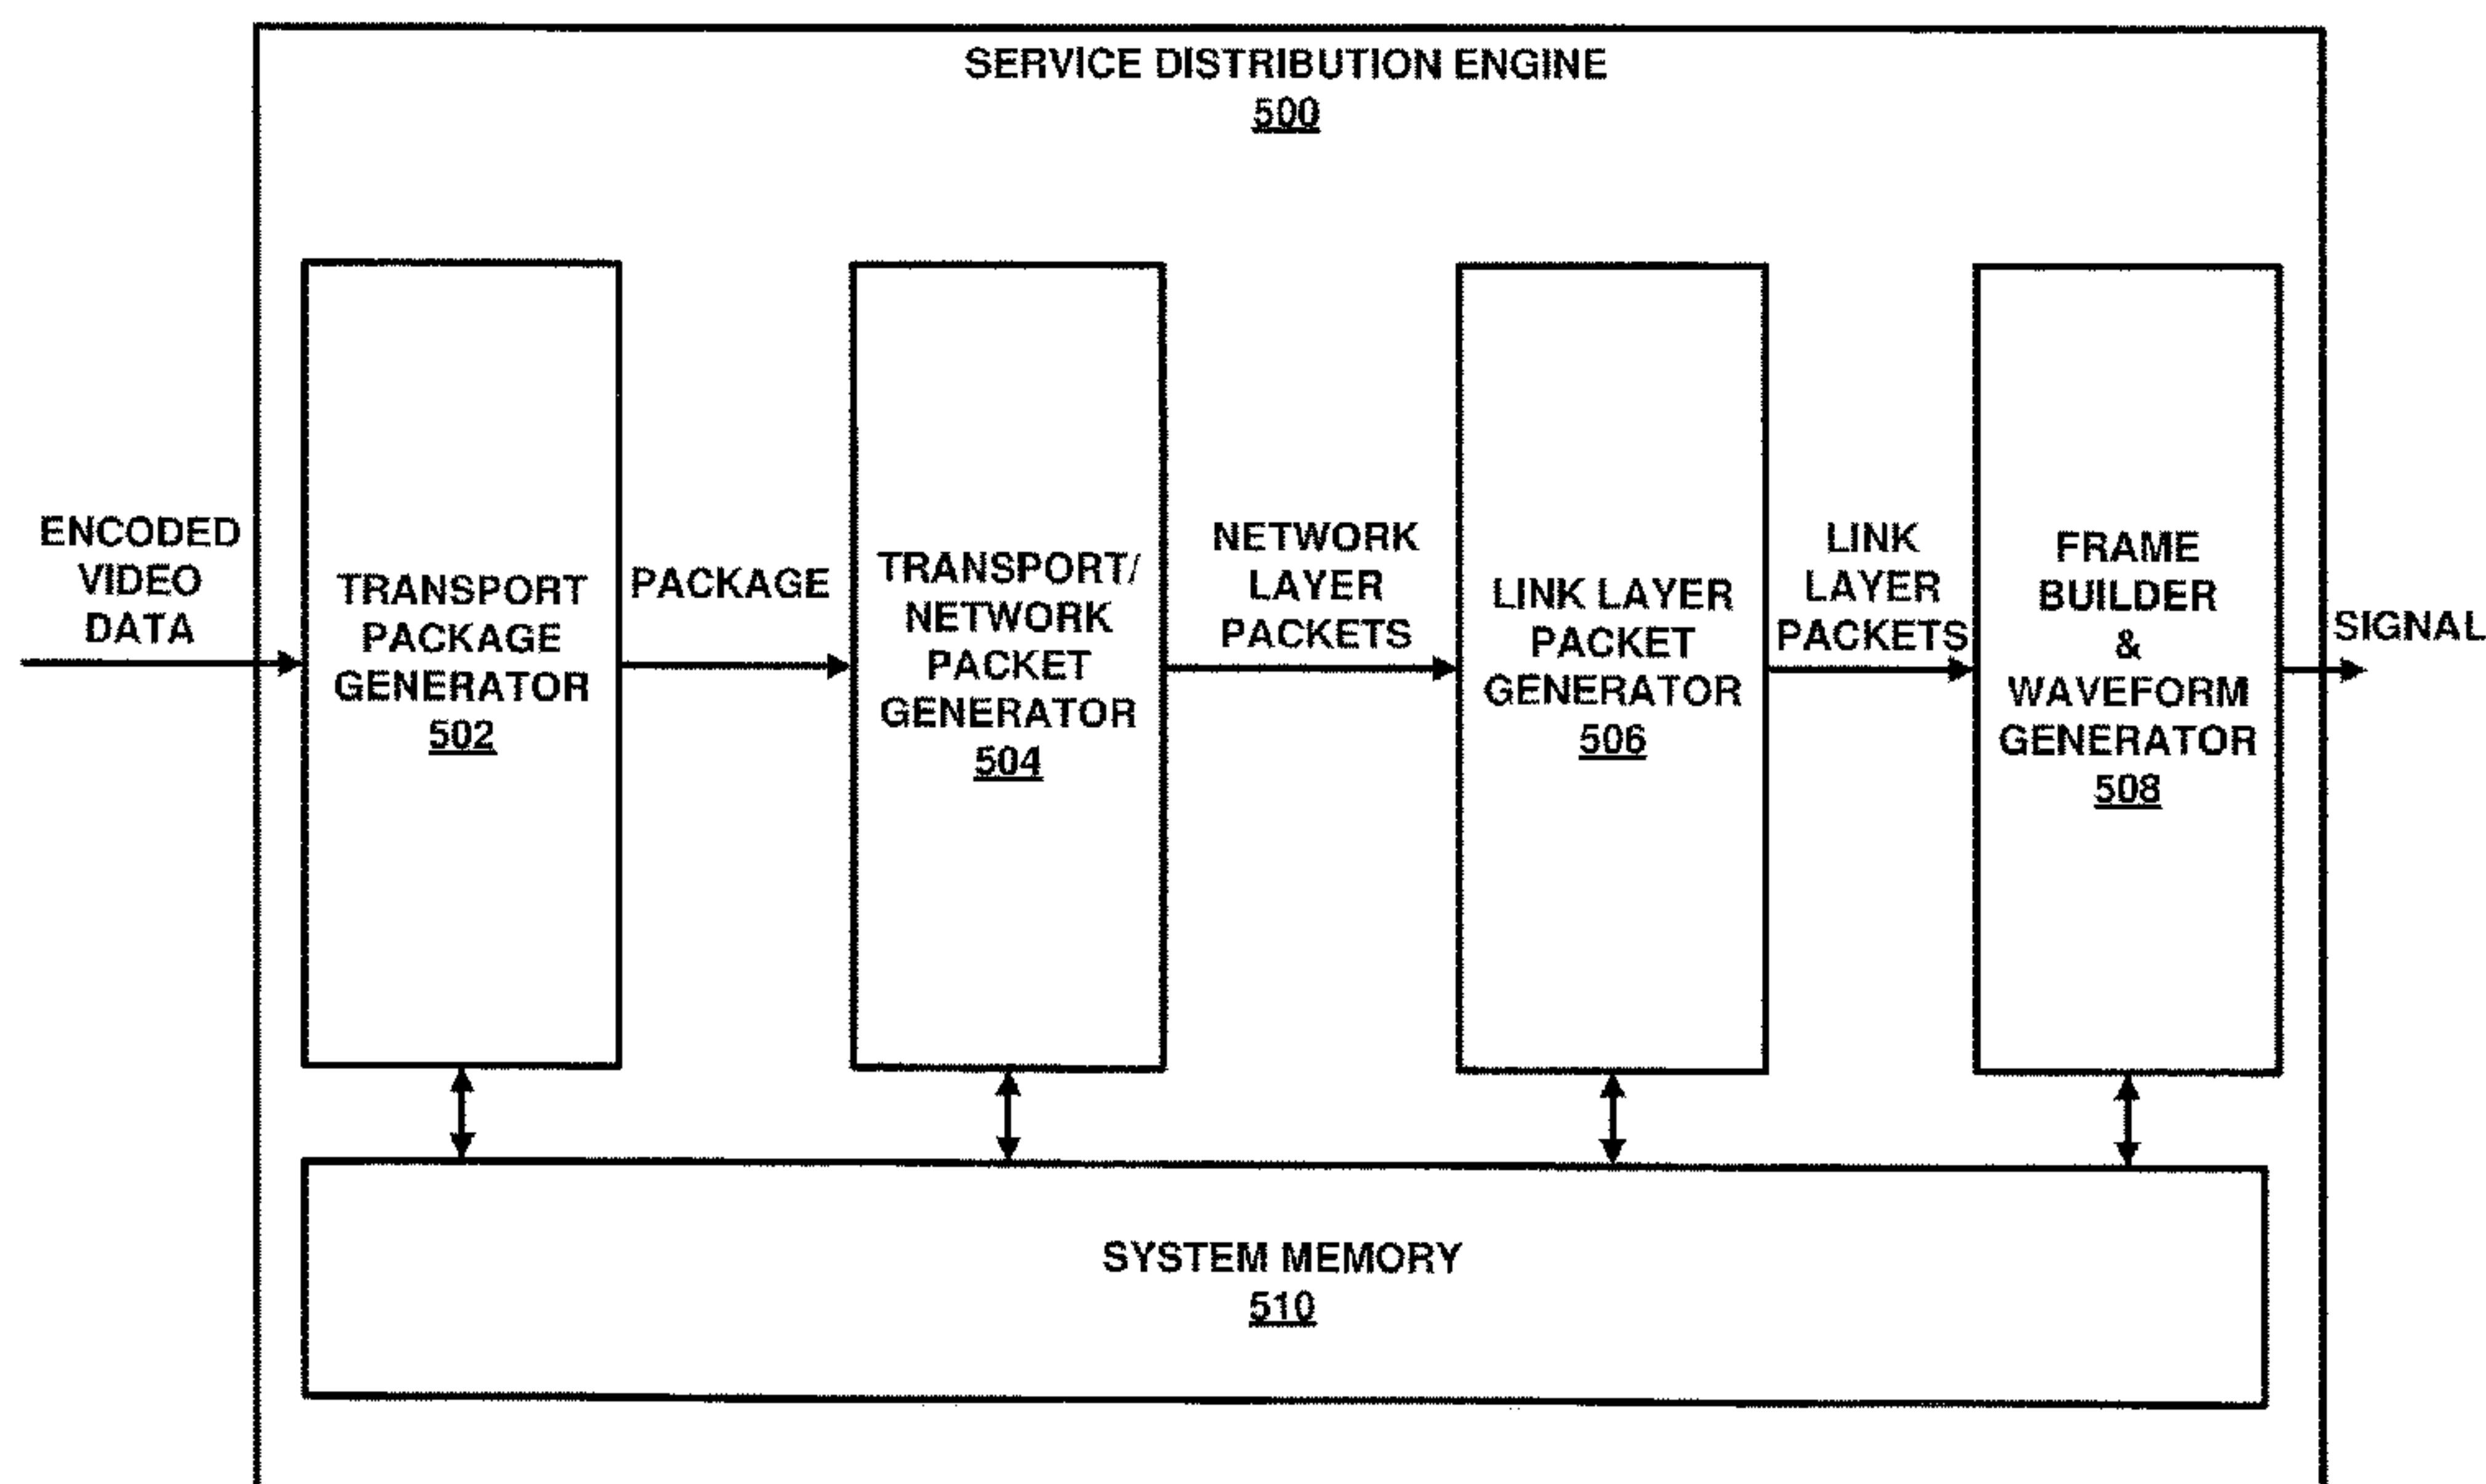 SERVICE DISTRIBUTION ENGINE
500
ENCODED
VIDEO
DATA
TRANSPORT
PACKAGE
GENERATOR
502
PACKAGE
TRANSPORT/
NETWORK
PACKET
GENERATOR
504
NETWORK
LAYER
PACKETS
LINK LAYER
PACKET
GENERATOR
506
LINK
LAYER
PACKETS
FRAME
BUILDER
&
WAVEFORM
GENERATOR
508
SIGNAL
SYSTEM MEMORY
510